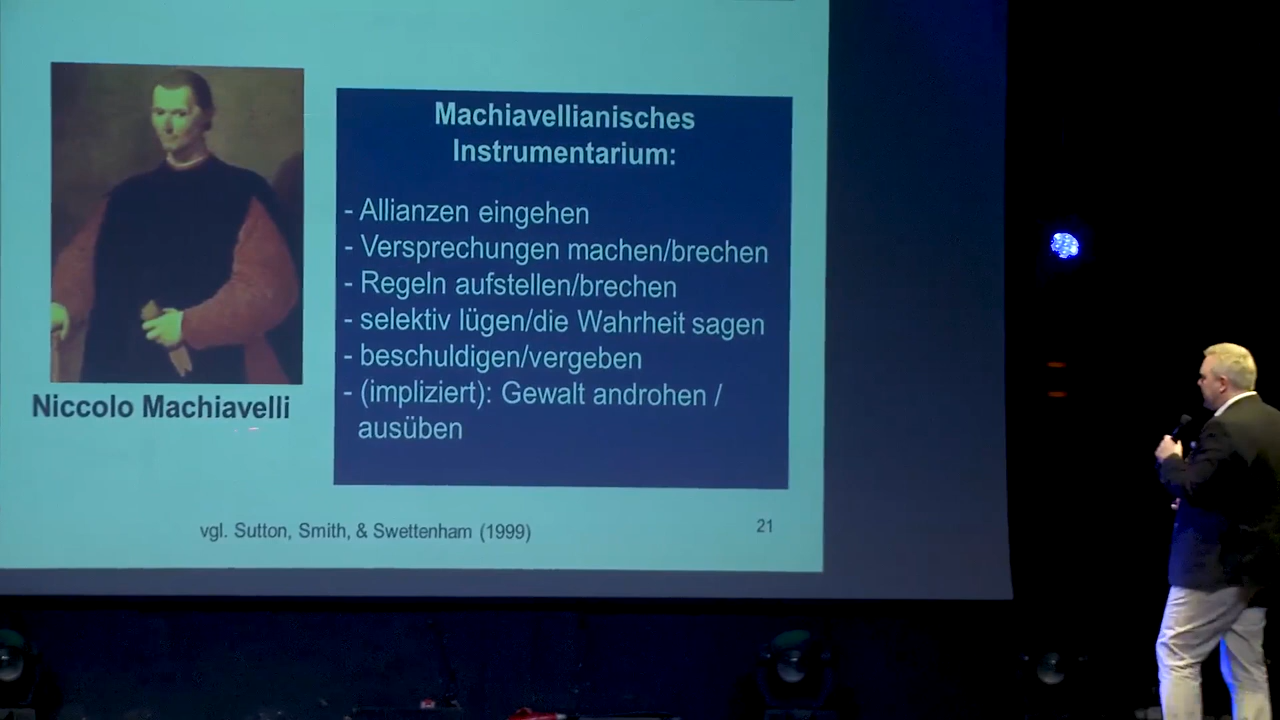 Machiavellianisches
Instrumentarium:
- Allianzen eingehen
- Versprechungen machen/brechen
- Regeln aufstellen/brechen
- selektiv lügen/die Wahrheit sagen
- beschuldigen/vergeben
- (impliziert): Gewalt androhen /
ausüben
Niccolo Machiavelli
vgl. Sutton, Smith, & Swettenham (1999)
21